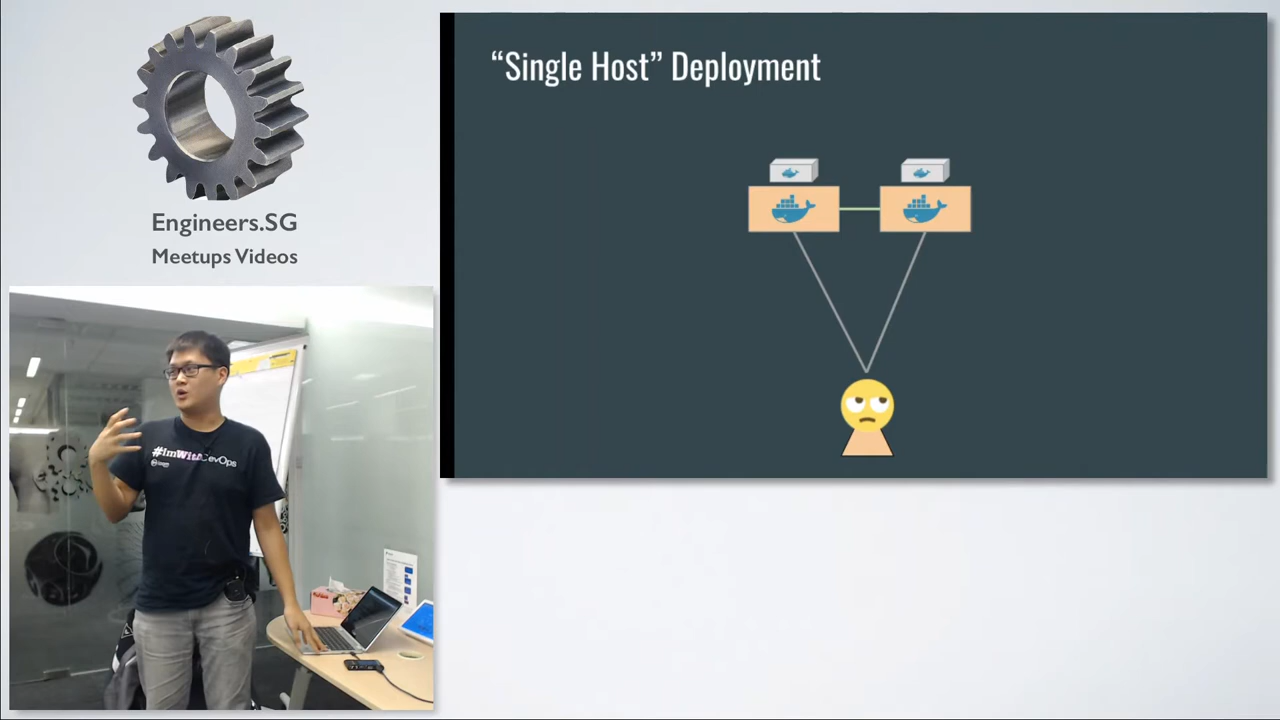 Engineers.SG
Meetups Videos
“Single Host” Deployment
#imWithDevOps